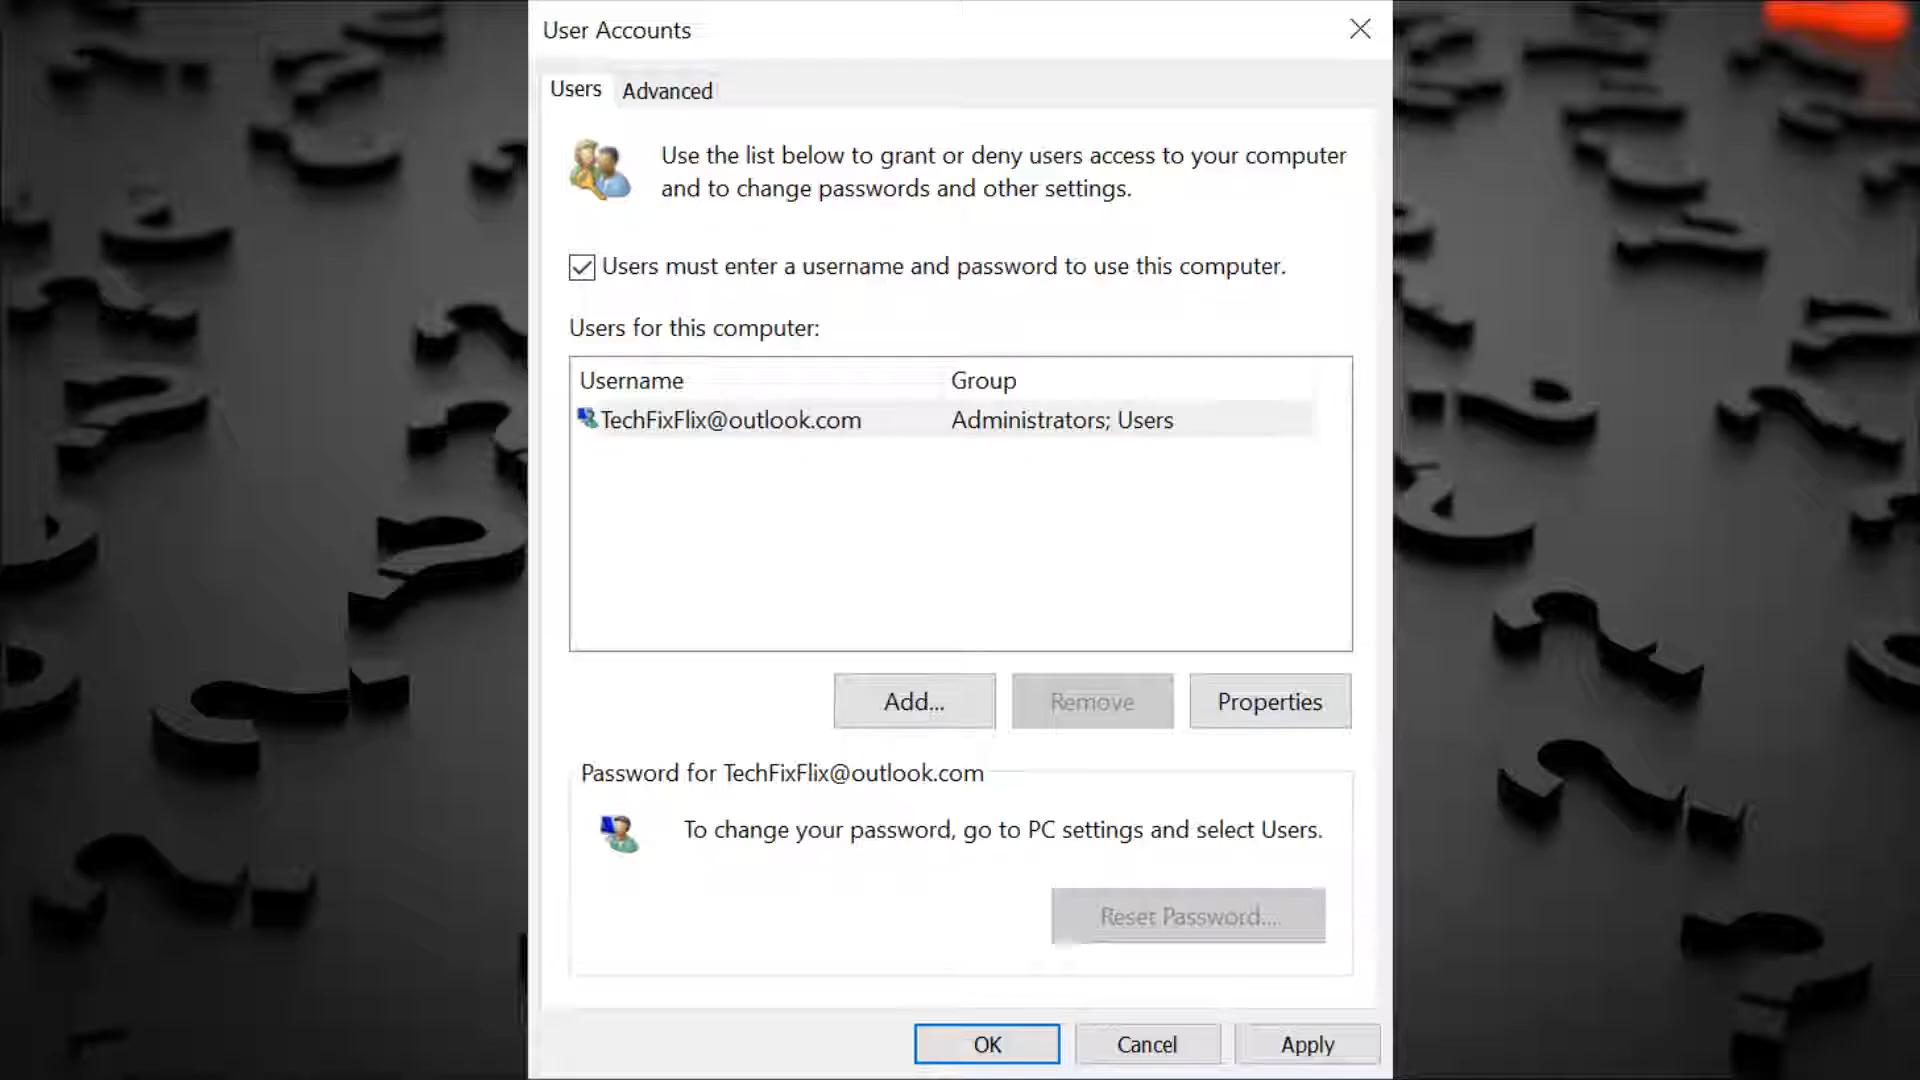 User Accounts
Users
Advanced
Use the list below to grant or deny users access to your computer
and to change passwords and other settings.
Users must enter a username and password to use this computer.
Users for this computer:
Username
Group
TechFixFlix@outlook.com
Administrators; Users
Add...
Remove
Properties
Password for TechFixFlix@outlook.com
To change your password, go to PC settings and select Users.
Reset Password....
OK
Cancel
Apply